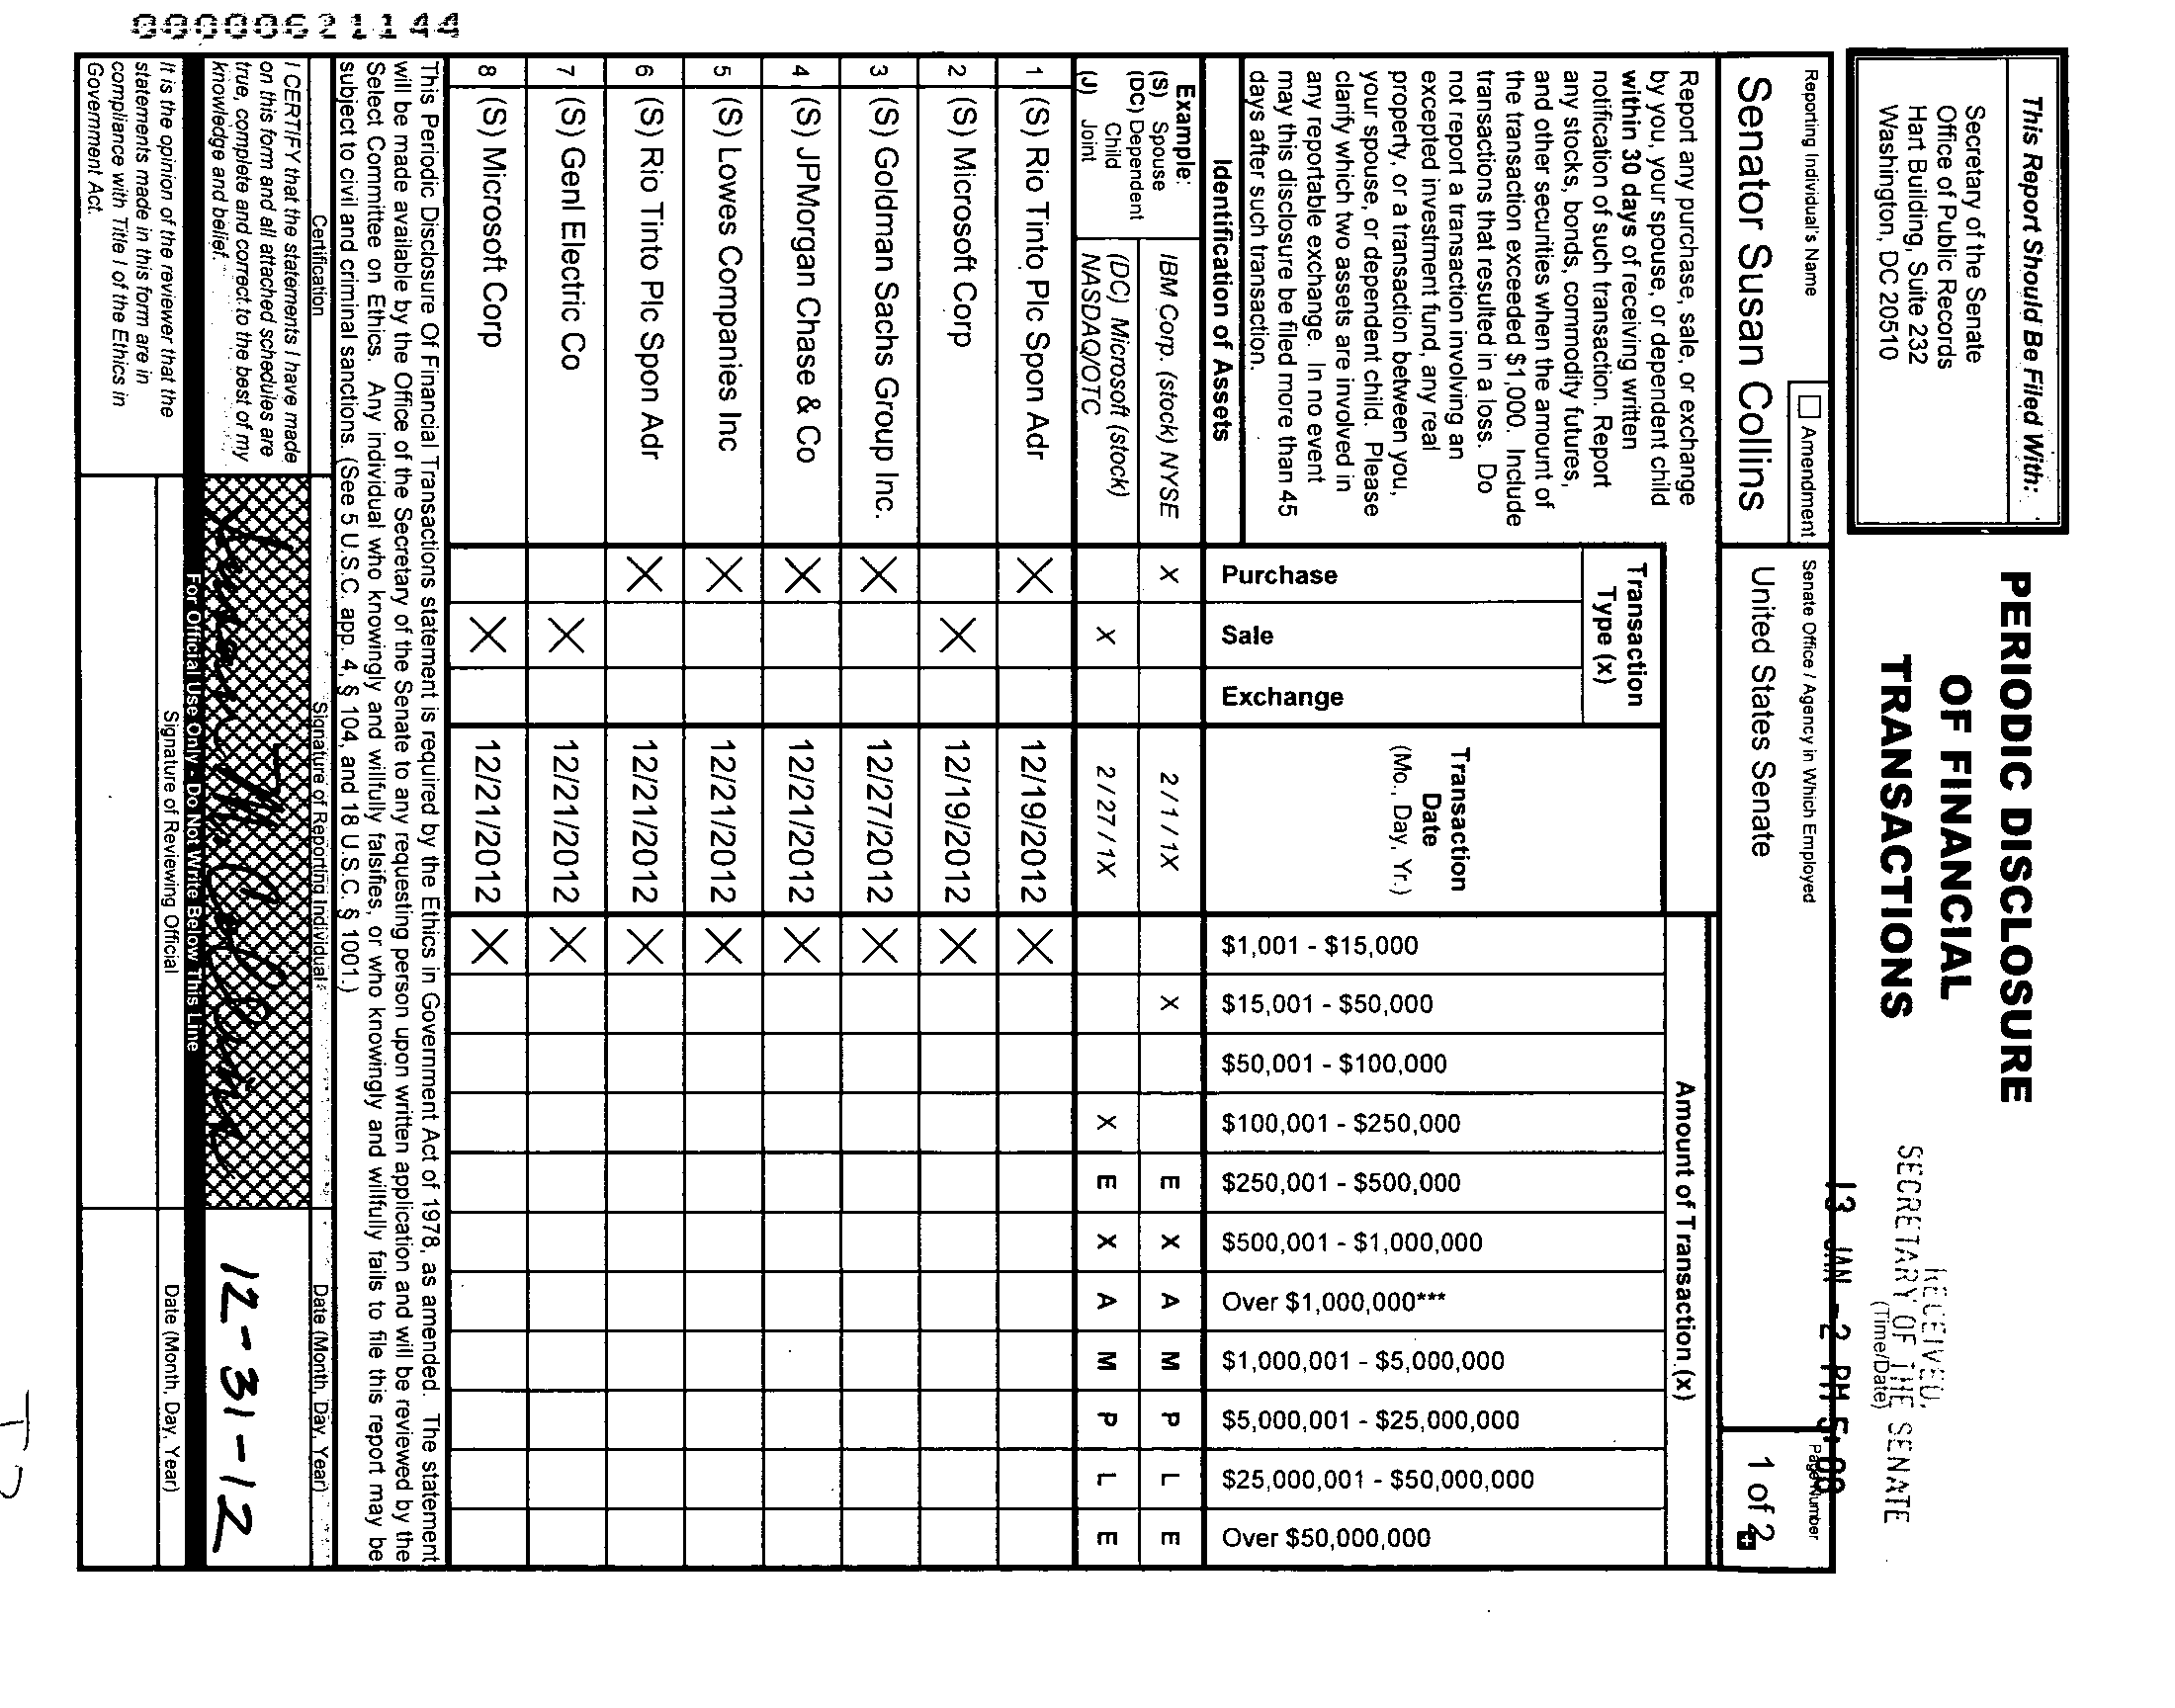 This Report Should Be Filed With:
Secretary of the Senate
Office of Public Records
Hart Building, Suite 232
Washington, DC 20510
PERIODIC DISCLOSURE
OF FINANCIAL
TRANSACTIONS
RECEIVED
SECRETARY OF THE SENATE
(Time/Date)
13 JAN -2 PM 5:00
Reporting Individual's Name
Amendment
Senate Office / Agency in Which Employed
Page Number
Senator Susan Collins
United States Senate
1 of 2
Report any purchase, sale, or exchange
by you, your spouse, or dependent child
within 30 days of receiving written
notification of such transaction. Report
any stocks, bonds, commodity futures,
and other securities when the amount of
the transaction exceeded $1,000. Include
transactions that resulted in a loss. Do
not report a transaction involving an
excepted investment fund, any real
property, or a transaction between you,
your spouse, or dependent child. Please
clarify which two assets are involved in
any reportable exchange. In no event
may this disclosure be filed more than 45
days after such transaction.
Identification of Assets
Transaction
Type (x)
Purchase
Sale
Exchange
Transaction
Date
(Mo., Day, Yr.)
Amount of Transaction (x)
$1,001 - $15,000
$15,001 - $50,000
$50,001 - $100,000
$100,001 - $250,000
$250,001 - $500,000
$500,001 - $1,000,000
Over $1,000,000***
$1,000,001 - $5,000,000
$5,000,001 - $25,000,000
$25,000,001 - $50,000,000
Over $50,000,000
Example:
(S) Spouse
(DC) Dependent
Child
(J) Joint
IBM Corp. (stock) NYSE X 2 / 1 / 1X X E X A M P L E
(DC) Microsoft (stock)
NASDAQ/OTC X 2 / 27 / 1X X E X A M P L E
1 (S) Rio Tinto Plc Spon Adr X 12/19/2012 X
2 (S) Microsoft Corp X 12/19/2012 X
3 (S) Goldman Sachs Group Inc. X 12/27/2012 X
4 (S) JPMorgan Chase & Co X 12/21/2012 X
5 (S) Lowes Companies Inc X 12/21/2012 X
6 (S) Rio Tinto Plc Spon Adr X 12/21/2012 X
7 (S) Genl Electric Co X 12/21/2012 X
8 (S) Microsoft Corp X 12/21/2012 X
This Periodic Disclosure Of Financial Transactions statement is required by the Ethics in Government Act of 1978, as amended. The statement
will be made available by the Office of the Secretary of the Senate to any requesting person upon written application and will be reviewed by the
Select Committee on Ethics. Any individual who knowingly and willfully falsifies, or who knowingly and willfully fails to file this report may be
subject to civil and criminal sanctions. (See 5 U.S.C. app. 4, § 104, and 18 U.S.C. § 1001.)
Certification
Signature of Reporting Individual
Date (Month, Day, Year)
I CERTIFY that the statements I have made
on this form and all attached schedules are
true, complete and correct to the best of my
knowledge and belief.
Susan M Collins
12-31-12
For Official Use Only - Do Not Write Below This Line
It is the opinion of the reviewer that the
statements made in this form are in
compliance with Title I of the Ethics in
Government Act.
Signature of Reviewing Official
Date (Month, Day, Year)